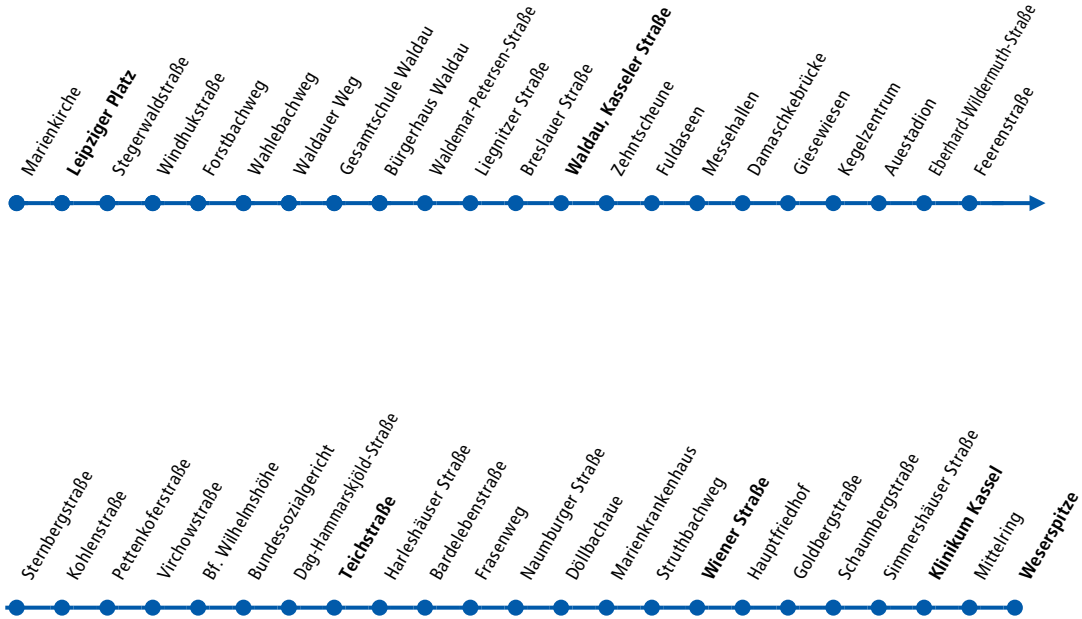 Marienkirche
Leipziger Platz
Stegerwaldstraße
Windhukstraße
Forstbachweg
Wahlebachweg
Waldauer Weg
Gesamtschule Waldau
Bürgerhaus Waldau
Waldemar-Petersen-Straße
Liegnitzer Straße
Breslauer Straße
Waldau, Kasseler Straße
Zehntscheune
Fuldaseen
Messehallen
Damaschkebrücke
Giesewiesen
Kegelzentrum
Auestadion
Eberhard-Wildermuth-Straße
Feerenstraße
Sternbergstraße
Kohlenstraße
Pettenkoferstraße
Virchowstraße
Bf. Wilhelmshöhe
Bundessozialgericht
Dag-Hammarskjöld-Straße
Teichstraße
Harleshäuser Straße
Bardelebenstraße
Frasenweg
Naumburger Straße
Döllbachaue
Marienkrankenhaus
Struthbachweg
Wiener Straße
Hauptfriedhof
Goldbergstraße
Schaumbergstraße
Simmershäuser Straße
Klinikum Kassel
Mittelring
Weserspitze